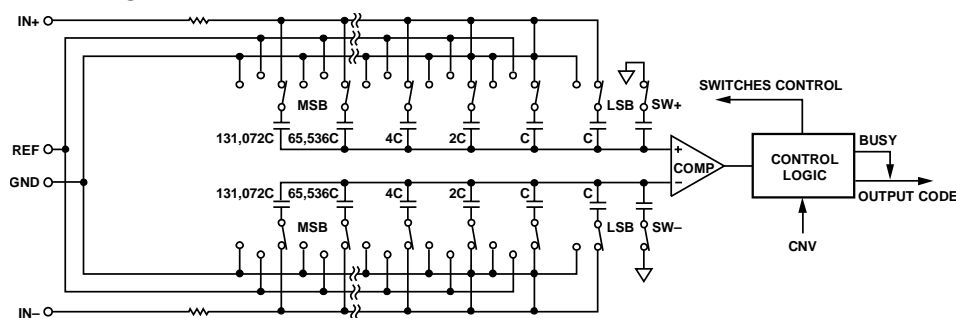 IN+
SWITCHES CONTROL
MSB
LSB
SW+
131,072C 65,536C 4C 2C C C
REF
GND
+
COMP
–
CONTROL
LOGIC
BUSY
OUTPUT CODE
131,072C 65,536C 4C 2C C C
MSB
LSB
SW–
CNV
IN–